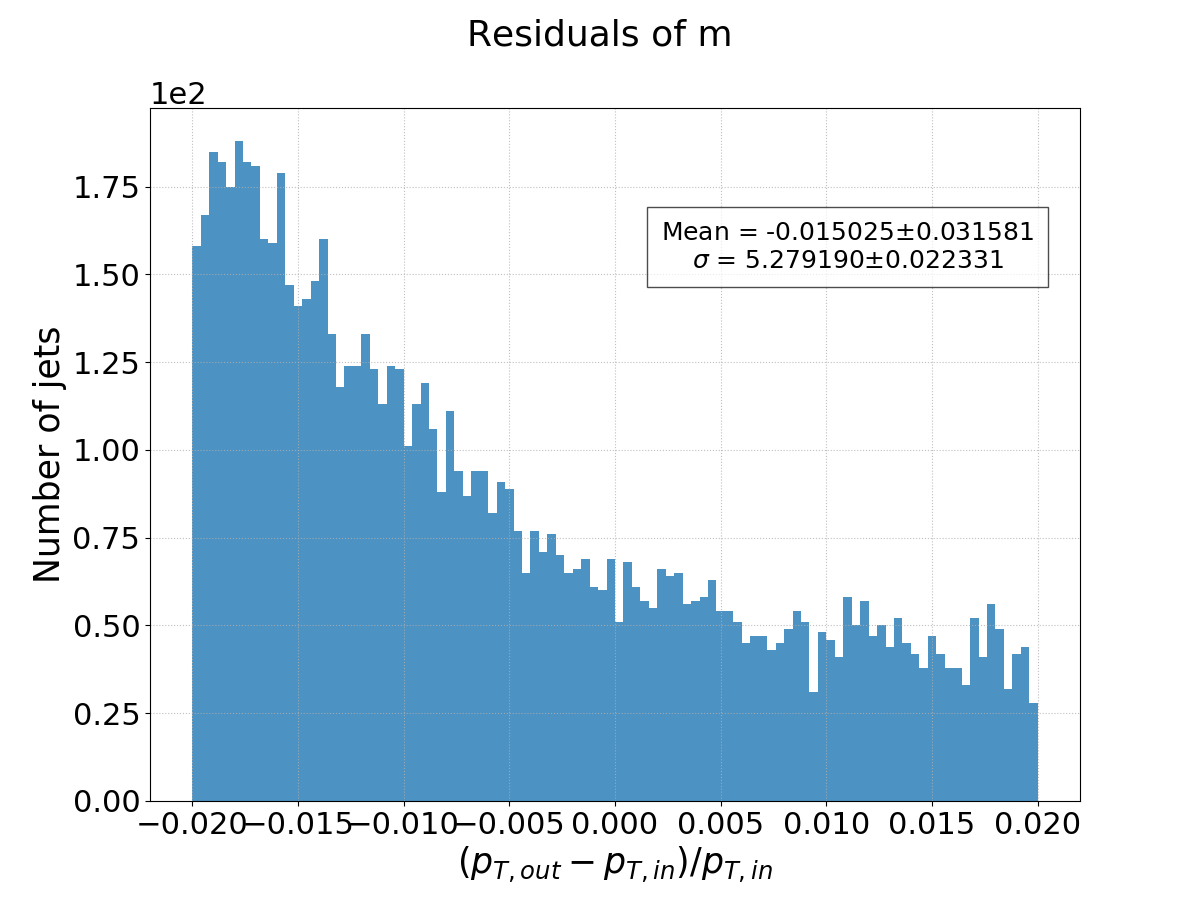 Residuals of m
1e2
1.75
1.50
1.25
1.00
0.75
0.50
0.25
0.00
Number of jets
Mean = -0.015025±0.031581
σ = 5.279190±0.022331
−0.020 −0.015 −0.010 −0.005 0.000 0.005 0.010 0.015 0.020
(p_{T,out} − p_{T,in})/p_{T,in}